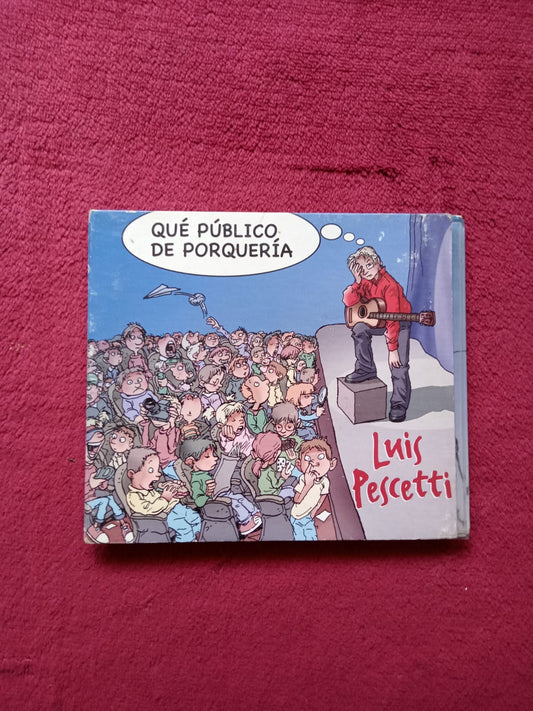 QUÉ PÚBLICO
DE PORQUERÍA
Luis
Pescetti